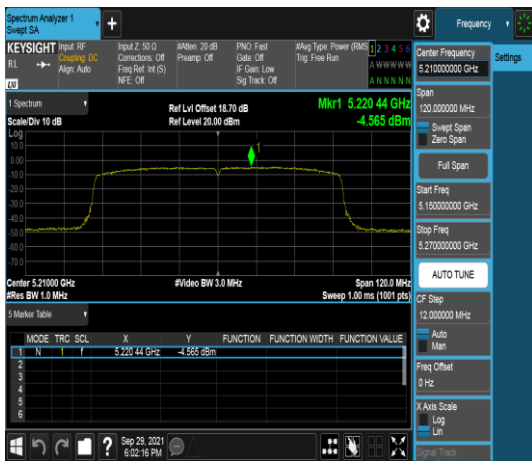 Spectrum Analyzer 1
Swept SA
+
Frequency
KEYSIGHT Input: RF Input Z: 50 Ω #Atten: 20 dB PNO: Fast #Avg Type: Power (RMS 1 2 3 4 5 6
RL Coupling: DC Corrections: Off Preamp: Off Gate: Off Trig: Free Run A W W W W W
Align: Auto Freq Ref: Int (S) IF Gain: Low
LXI NFE: Off Sig Track: Off A N N N N N
1 Spectrum
Ref Lvl Offset 18.70 dB Mkr1 5.220 44 GHz
Scale/Div 10 dB Ref Level 20.00 dBm -4.565 dBm
Log
10.0
1
0.00
-10.0
-20.0
-30.0
-40.0
-50.0
-60.0
-70.0
Center 5.21000 GHz #Video BW 3.0 MHz Span 120.0 MHz
#Res BW 1.0 MHz Sweep 1.00 ms (1001 pts)
5 Marker Table
MODE TRC SCL X Y FUNCTION FUNCTION WIDTH FUNCTION VALUE
1 N 1 f 5.220 44 GHz -4.565 dBm
2
3
4
5
6
Sep 29, 2021
6:02:16 PM
?
Center Frequency
5.210000000 GHz
Settings
Span
120.000000 MHz
Swept Span
Zero Span
Full Span
Start Freq
5.150000000 GHz
Stop Freq
5.270000000 GHz
AUTO TUNE
CF Step
12.000000 MHz
Auto
Man
Freq Offset
0 Hz
X Axis Scale
Log
Lin
Signal Track